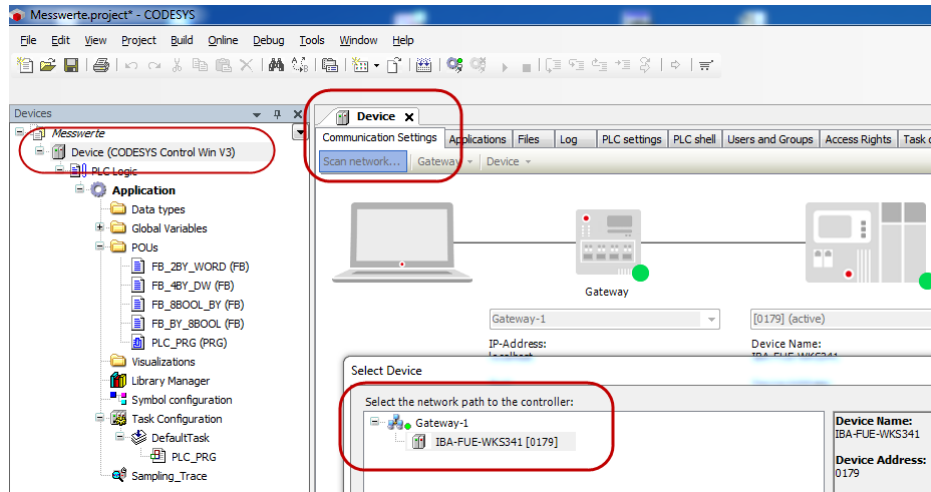 Messwerte.project* - CODESYS
File Edit View Project Build Online Debug Tools Window Help
Devices
Messwerte
Device (CODESYS Control Win V3)
PLC Logic
Application
Data types
Global Variables
POUs
FB_2BY_WORD (FB)
FB_4BY_DW (FB)
FB_8BOOL_BY (FB)
FB_BY_8BOOL (FB)
PLC_PRG (PRG)
Visualizations
Library Manager
Symbol configuration
Task Configuration
DefaultTask
PLC_PRG
Sampling_Trace
Device
Communication Settings Applications Files Log PLC settings PLC shell Users and Groups Access Rights Task
Scan network... Gateway Device
Gateway
Gateway-1
[0179] (active)
IP-Address:
localhost
Device Name:
IBA-FUE-WKS341
Select Device
Select the network path to the controller:
Gateway-1
IBA-FUE-WKS341 [0179]
Device Name:
IBA-FUE-WKS341
Device Address:
0179